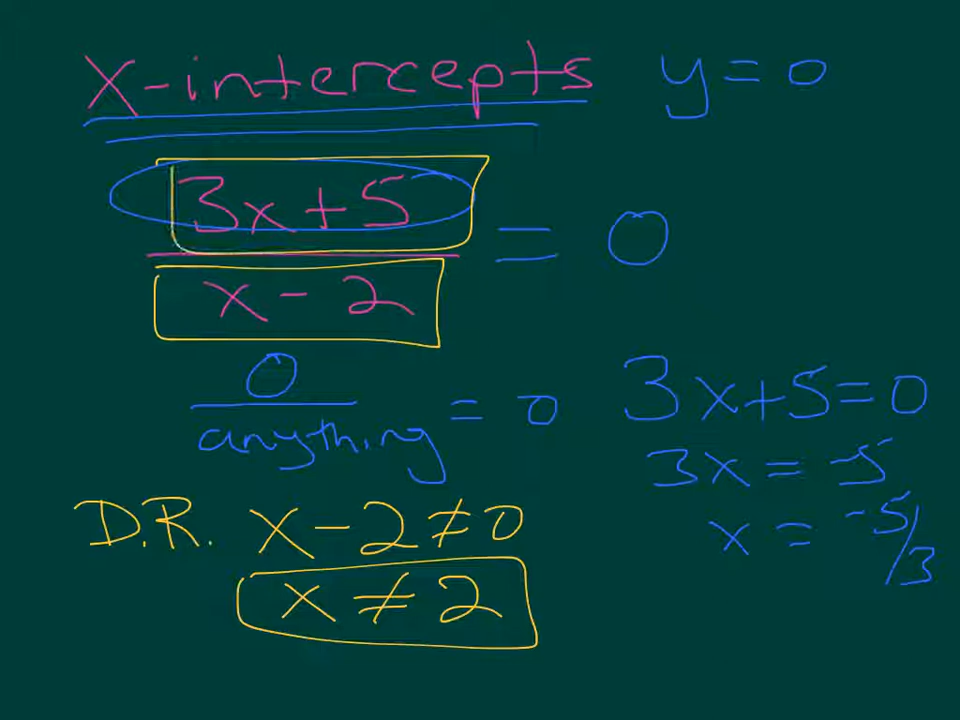 X-intercepts y = 0
3x+5
= 0
x - 2
0
anything = 0
3x+5=0
3x = -5
x = -5/3
D.R. x - 2 ≠ 0
x ≠ 2